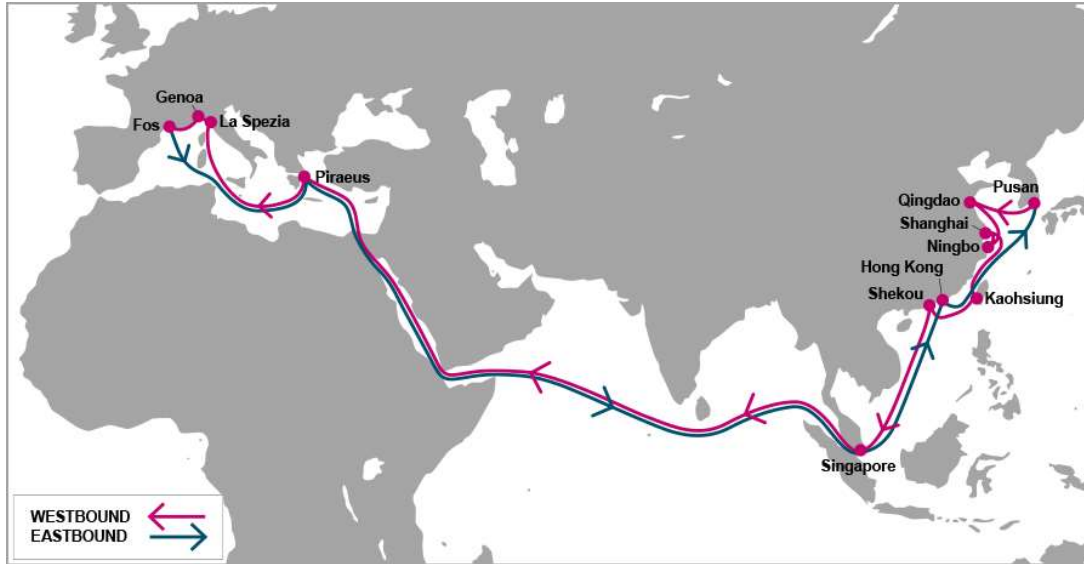 Genoa
Fos
La Spezia
Piraeus
Qingdao
Pusan
Shanghai
Ningbo
Hong Kong
Shekou
Kaohsiung
Singapore
WESTBOUND
EASTBOUND